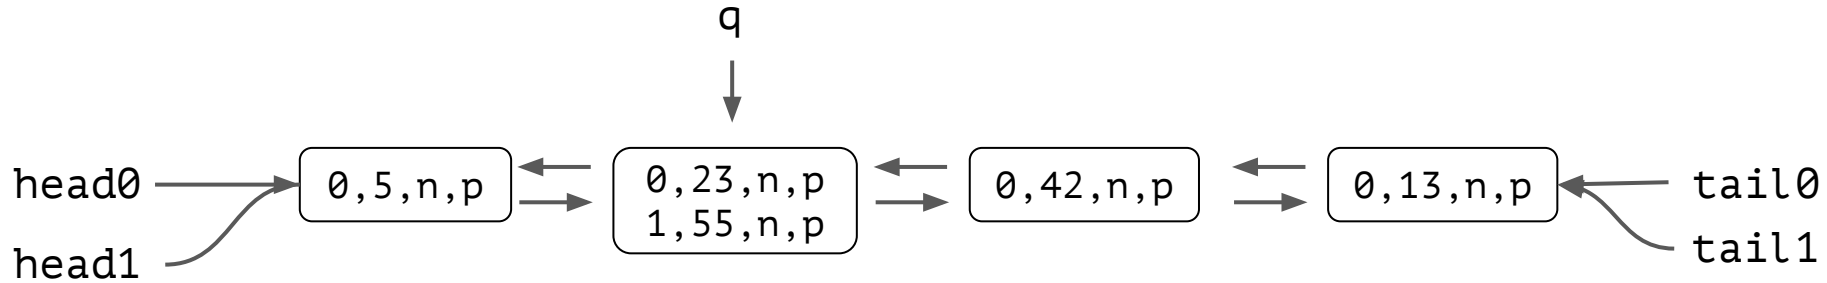 q
head0
head1
0,5,n,p
0,23,n,p
1,55,n,p
0,42,n,p
0,13,n,p
tail0
tail1